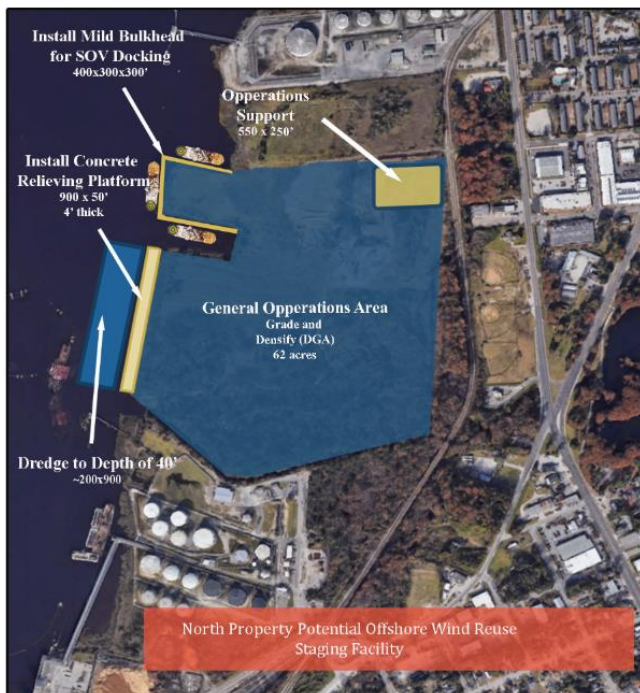 Install Mild Bulkhead
for SOV Docking
400x300x300'
Opperations
Support
550 x 250'
Install Concrete
Relieving Platform
900 x 50'
4' thick
General Opperations Area
Grade and
Densify (DGA)
62 acres
Dredge to Depth of 40'
~200x900
North Property Potential Offshore Wind Reuse
Staging Facility